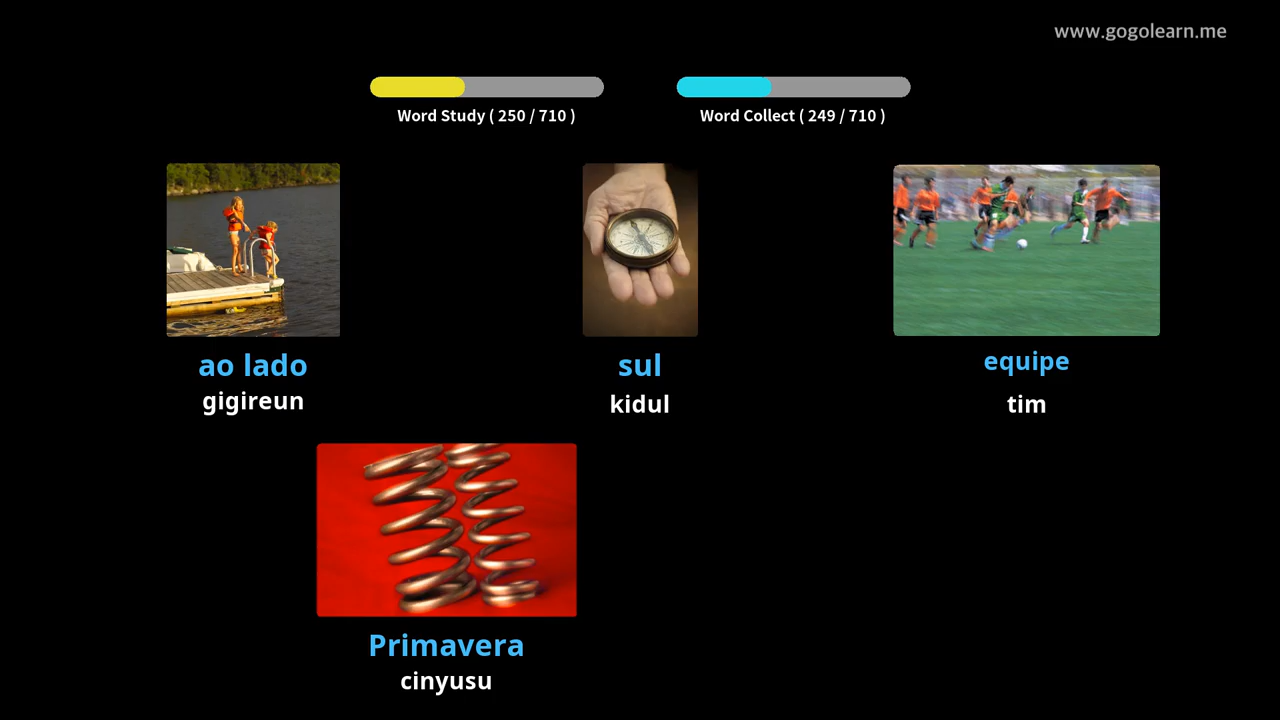 www.gogolearn.me
Word Study ( 250 / 710 )
Word Collect ( 249 / 710 )
ao lado
gigireun
sul
kidul
equipe
tim
Primavera
cinyusu